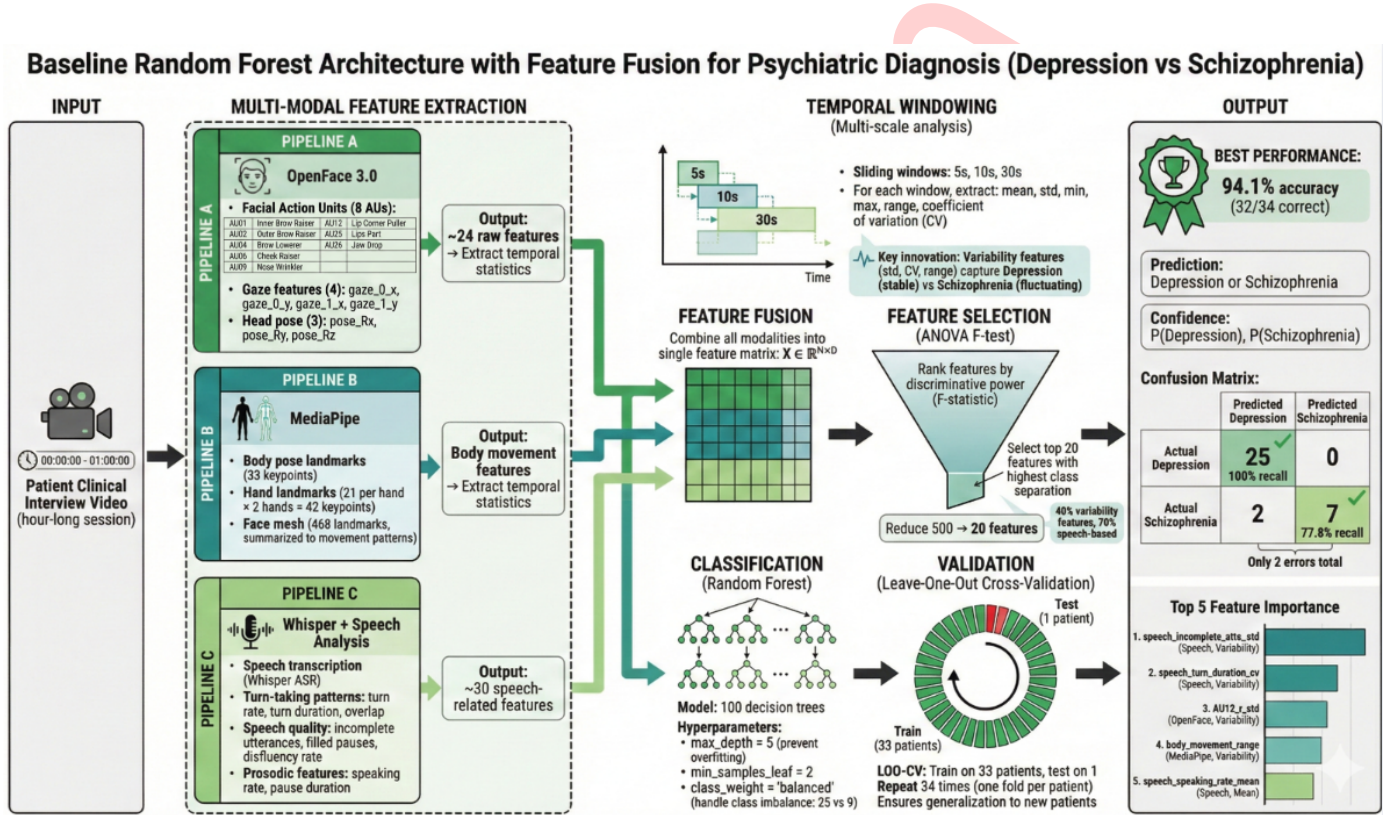 Baseline Random Forest Architecture with Feature Fusion for Psychiatric Diagnosis (Depression vs Schizophrenia)
INPUT
00:00:00 - 01:00:00
Patient Clinical
Interview Video
(hour-long session)
MULTI-MODAL FEATURE EXTRACTION
PIPELINE A
PIPELINE A
OpenFace 3.0
• Facial Action Units (8 AUs):
AU01 Inner Brow Raiser AU12 Lip Corner Puller
AU02 Outer Brow Raiser AU25 Lips Part
AU04 Brow Lowerer AU26 Jaw Drop
AU06 Cheek Raiser
AU09 Nose Wrinkler
• Gaze features (4): gaze_0_x,
gaze_0_y, gaze_1_x, gaze_1_y
• Head pose (3): pose_Rx,
pose_Ry, pose_Rz
Output:
~24 raw features
→ Extract temporal
statistics
PIPELINE B
PIPELINE B
MediaPipe
• Body pose landmarks
(33 keypoints)
• Hand landmarks (21 per hand
× 2 hands = 42 keypoints)
• Face mesh (468 landmarks,
summarized to movement patterns)
Output:
Body movement
features
→ Extract temporal
statistics
PIPELINE C
PIPELINE C
Whisper + Speech
Analysis
• Speech transcription
(Whisper ASR)
• Turn-taking patterns: turn
rate, turn duration, overlap
• Speech quality: incomplete
utterances, filled pauses,
disfluency rate
• Prosodic features: speaking
rate, pause duration
Output:
~30 speech-
related features
TEMPORAL WINDOWING
(Multi-scale analysis)
5s
10s
30s
Time
• Sliding windows: 5s, 10s, 30s
• For each window, extract: mean, std, min,
max, range, coefficient
of variation (CV)
Key innovation: Variability features
(std, CV, range) capture Depression
(stable) vs Schizophrenia (fluctuating)
FEATURE FUSION
Combine all modalities into
single feature matrix: X ∈ ℝᴺˣᴰ
FEATURE SELECTION
(ANOVA F-test)
Rank features by
discriminative power
(F-statistic)
Select top 20
features with
highest class
separation
Reduce 500 → 20 features
40% variability
features, 70%
speech-based
CLASSIFICATION
(Random Forest)
...
...
Model: 100 decision trees
Hyperparameters:
• max_depth = 5 (prevent
overfitting)
• min_samples_leaf = 2
• class_weight = 'balanced'
(handle class imbalance: 25 vs 9)
VALIDATION
(Leave-One-Out Cross-Validation)
Test
(1 patient)
Train
(33 patients)
LOO-CV: Train on 33 patients, test on 1
Repeat 34 times (one fold per patient)
Ensures generalization to new patients
OUTPUT
BEST PERFORMANCE:
94.1% accuracy
(32/34 correct)
Prediction:
Depression or Schizophrenia
Confidence:
P(Depression), P(Schizophrenia)
Confusion Matrix:
Predicted Depression Predicted Schizophrenia
Actual Depression 25 100% recall 0
Actual Schizophrenia 2 7 77.8% recall
Only 2 errors total
Top 5 Feature Importance
1. speech_incomplete_atts_std
(Speech, Variability)
2. speech_turn_duration_cv
(Speech, Variability)
3. AU12_r_std
(OpenFace, Variability)
4. body_movement_range
(MediaPipe, Variability)
5. speech_speaking_rate_mean
(Speech, Mean)